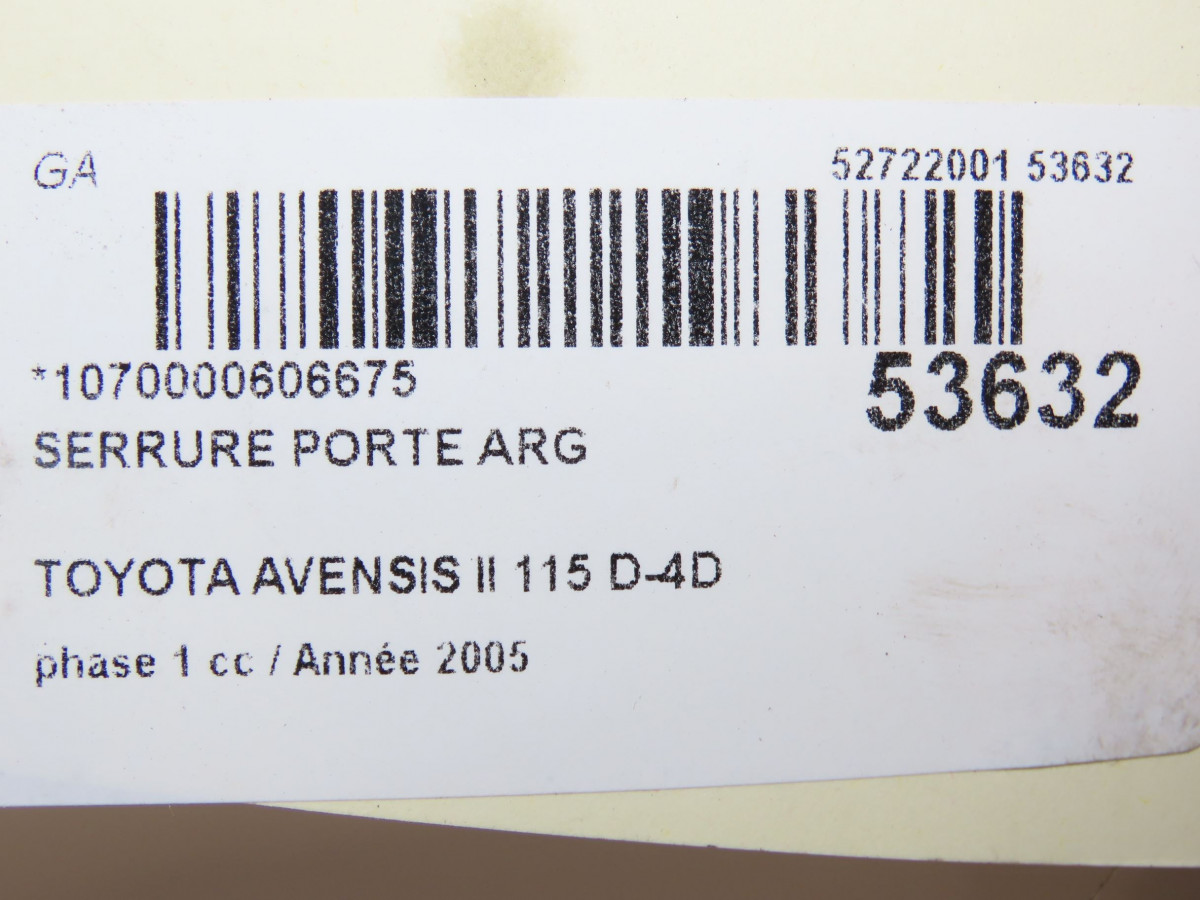 GA
52722001 53632
*1070000606675
53632
SERRURE PORTE ARG
TOYOTA AVENSIS II 115 D-4D
phase 1 cc / Année 2005